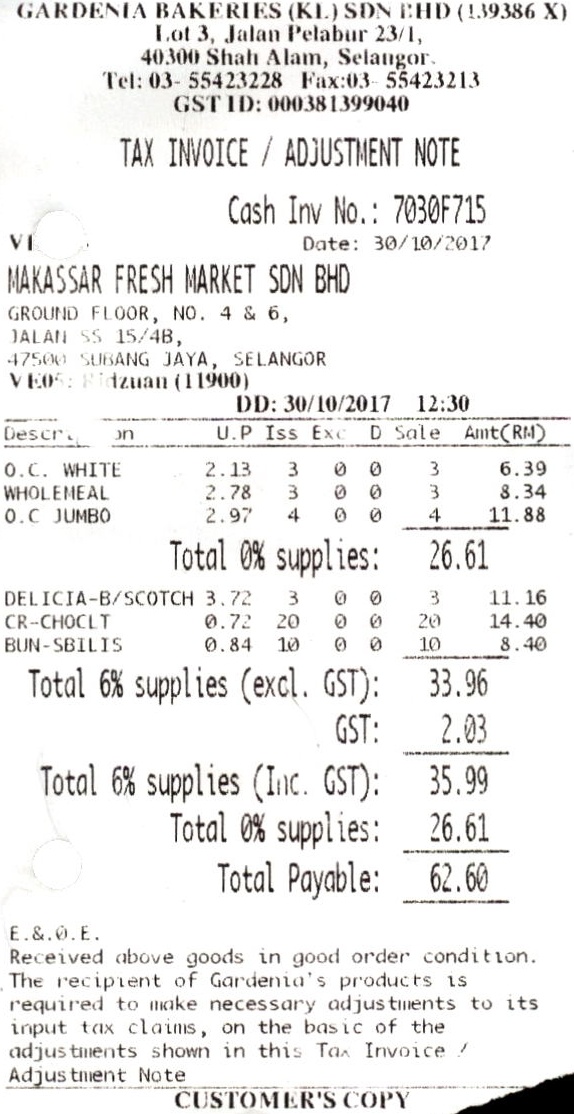 GARDENIA BAKERIES (KL) SDN BHD (139386 X)
Lot 3, Jalan Pelabur 23/1,
40300 Shah Alam, Selangor.
Tel: 03- 55423228 Fax:03- 55423213
GST ID: 000381399040
TAX INVOICE / ADJUSTMENT NOTE
Cash Inv No.: 7030F715
Date: 30/10/2017
MAKASSAR FRESH MARKET SDN BHD
GROUND FLOOR, NO. 4 & 6,
JALAN SS 15/4B,
47500 SUBANG JAYA, SELANGOR
VE05: Ridzuan (11900)
DD: 30/10/2017 12:30
U.P Iss Exc D Sale Amt(RM)
O.C. WHITE 2.13 3 0 0 3 6.39
WHOLEMEAL 2.78 3 0 0 3 8.34
O.C JUMBO 2.97 4 0 0 4 11.88
Total 0% supplies: 26.61
DELICIA-B/SCOTCH 3.72 3 0 0 3 11.16
CR-CHOCLT 0.72 20 0 0 20 14.40
BUN-SBILIS 0.84 10 0 0 10 8.40
Total 6% supplies (excl. GST): 33.96
GST: 2.03
Total 6% supplies (Inc. GST): 35.99
Total 0% supplies: 26.61
Total Payable: 62.60
E.&.O.E.
Received above goods in good order condition.
The recipient of Gardenia's products is
required to make necessary adjustments to its
input tax claims, on the basic of the
adjustments shown in this Tax Invoice /
Adjustment Note
CUSTOMER'S COPY